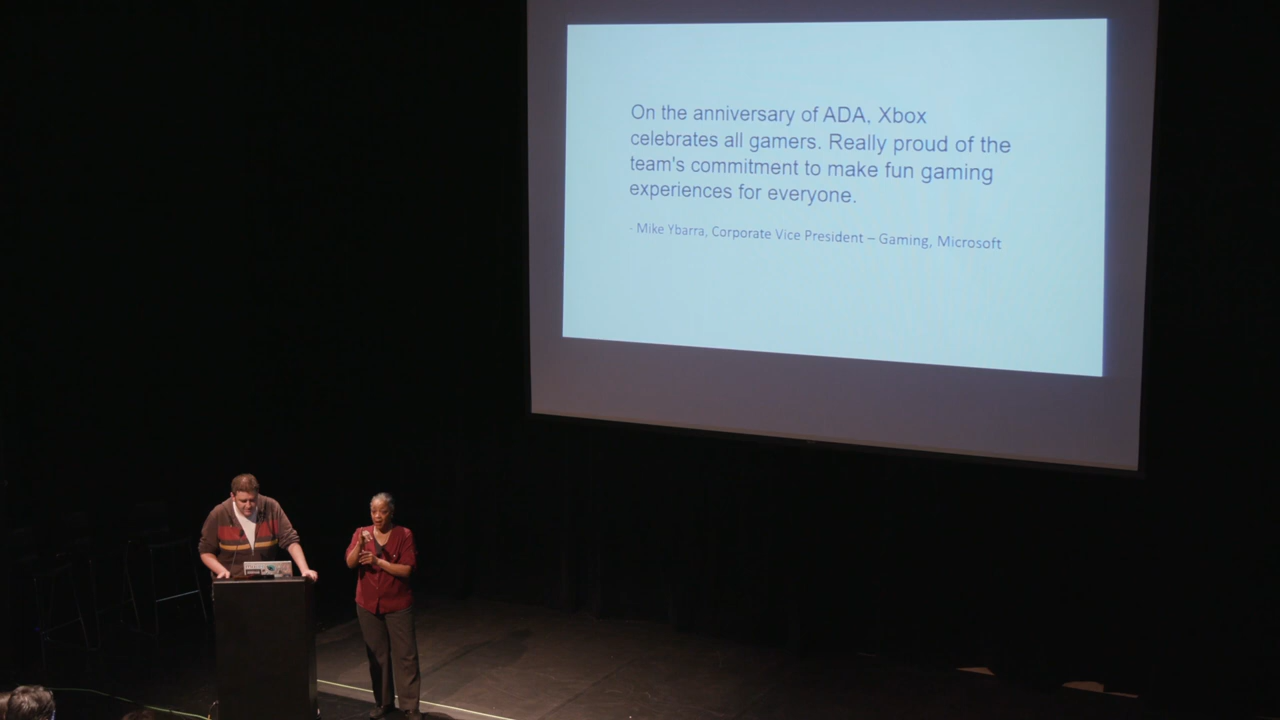 On the anniversary of ADA, Xbox
celebrates all gamers. Really proud of the
team's commitment to make fun gaming
experiences for everyone.
- Mike Ybarra, Corporate Vice President – Gaming, Microsoft